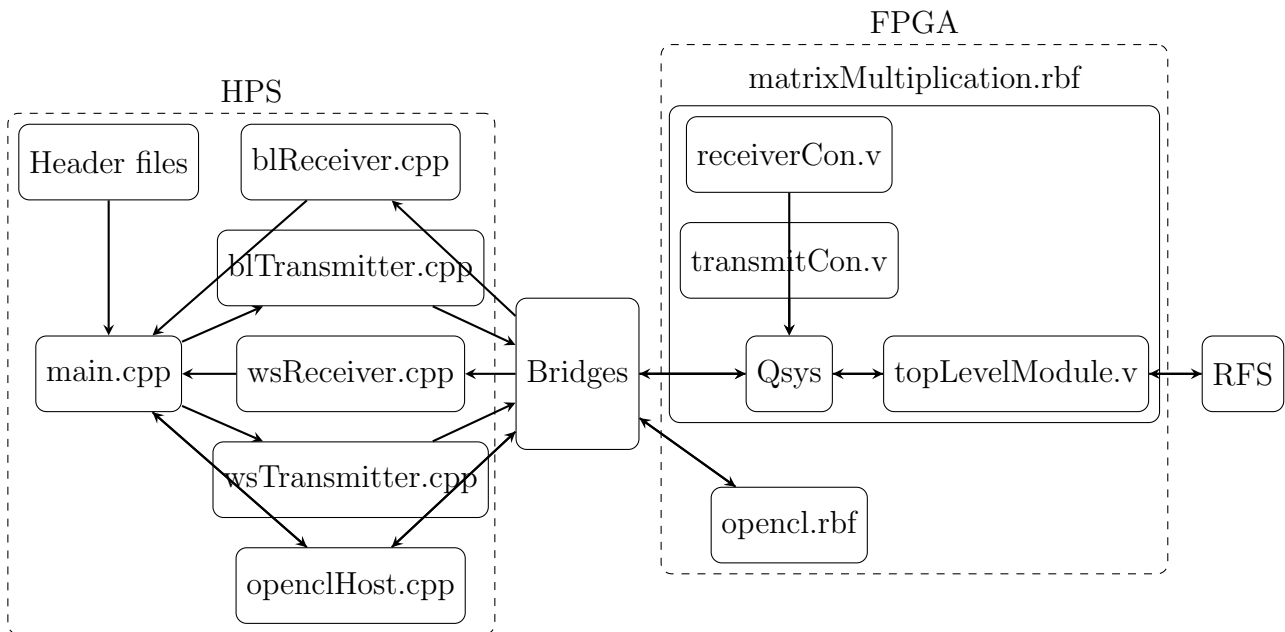 FPGA
matrixMultiplication.rbf
HPS
Header files
blReceiver.cpp
receiverCon.v
blTransmitter.cpp
transmitCon.v
main.cpp
wsReceiver.cpp
Bridges
Qsys
topLevelModule.v
RFS
wsTransmitter.cpp
opencl.rbf
openclHost.cpp